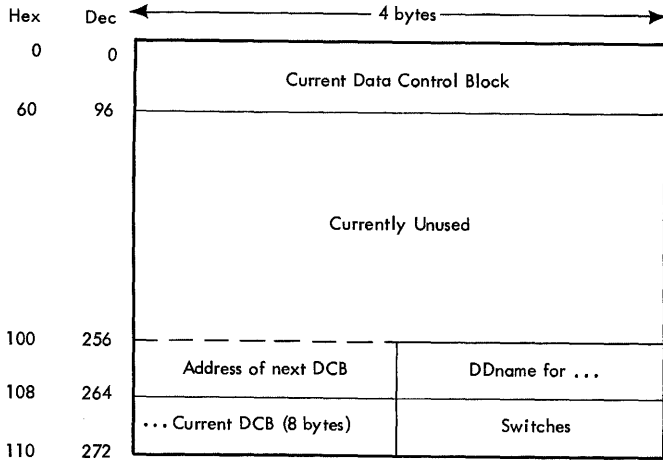 Hex Dec 4 bytes
0 0
Current Data Control Block
60 96
Currently Unused
100 256
Address of next DCB DDname for ...
108 264
... Current DCB (8 bytes) Switches
110 272